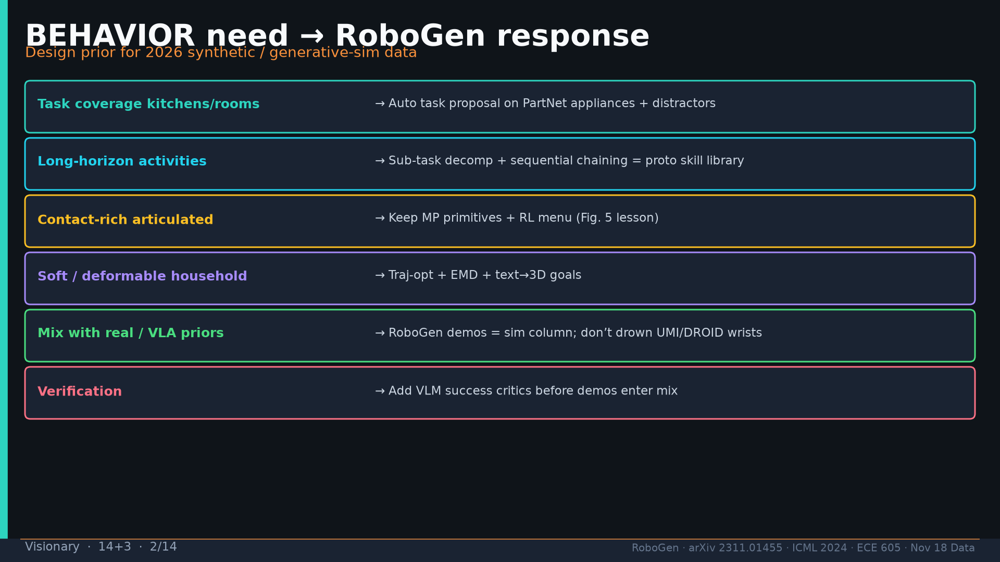 BEHAVIOR need → RoboGen response
Design prior for 2026 synthetic / generative-sim data
Task coverage kitchens/rooms → Auto task proposal on PartNet appliances + distractors
Long-horizon activities → Sub-task decomp + sequential chaining = proto skill library
Contact-rich articulated → Keep MP primitives + RL menu (Fig. 5 lesson)
Soft / deformable household → Traj-opt + EMD + text→3D goals
Mix with real / VLA priors → RoboGen demos = sim column; don’t drown UMI/DROID wrists
Verification → Add VLM success critics before demos enter mix
Visionary · 14+3 · 2/14 RoboGen · arXiv 2311.01455 · ICML 2024 · ECE 605 · Nov 18 Data